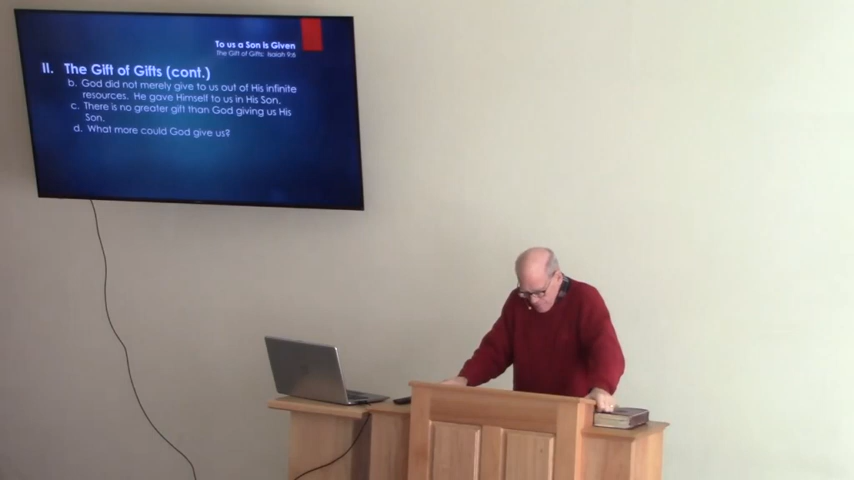 To us a Son is Given
The Gift of Gifts: Isaiah 9:6
II. The Gift of Gifts (cont.)
b. God did not merely give to us out of His infinite
resources. He gave Himself to us in His Son.
c. There is no greater gift than God giving us His
Son.
d. What more could God give us?